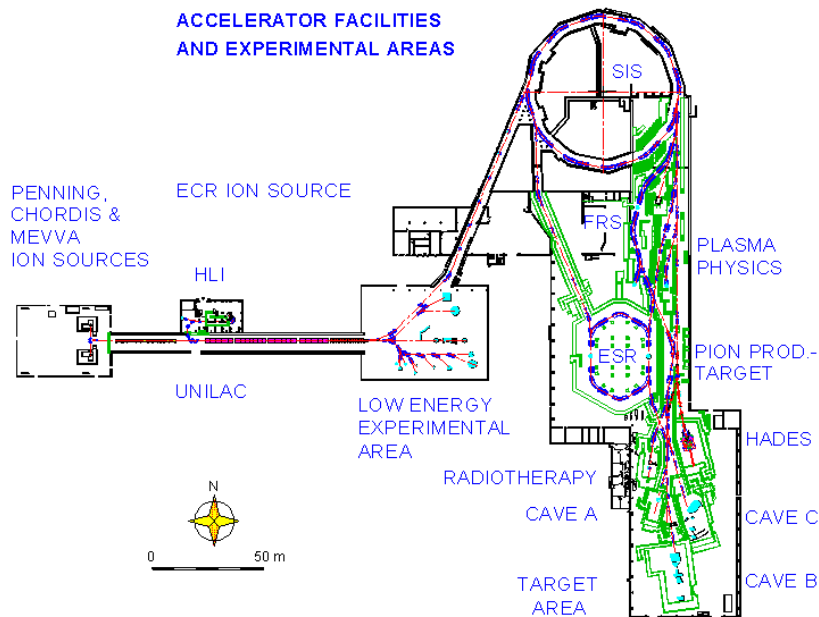 ACCELERATOR FACILITIES
AND EXPERIMENTAL AREAS
SIS
PENNING,
CHORDIS &
MEVVA
ION SOURCES
ECR ION SOURCE
HLI
FRS
PLASMA
PHYSICS
UNILAC
ESR
PION PROD.-
TARGET
LOW ENERGY
EXPERIMENTAL
AREA
HADES
RADIOTHERAPY
CAVE A
CAVE C
N
0 50 m
TARGET
AREA
CAVE B